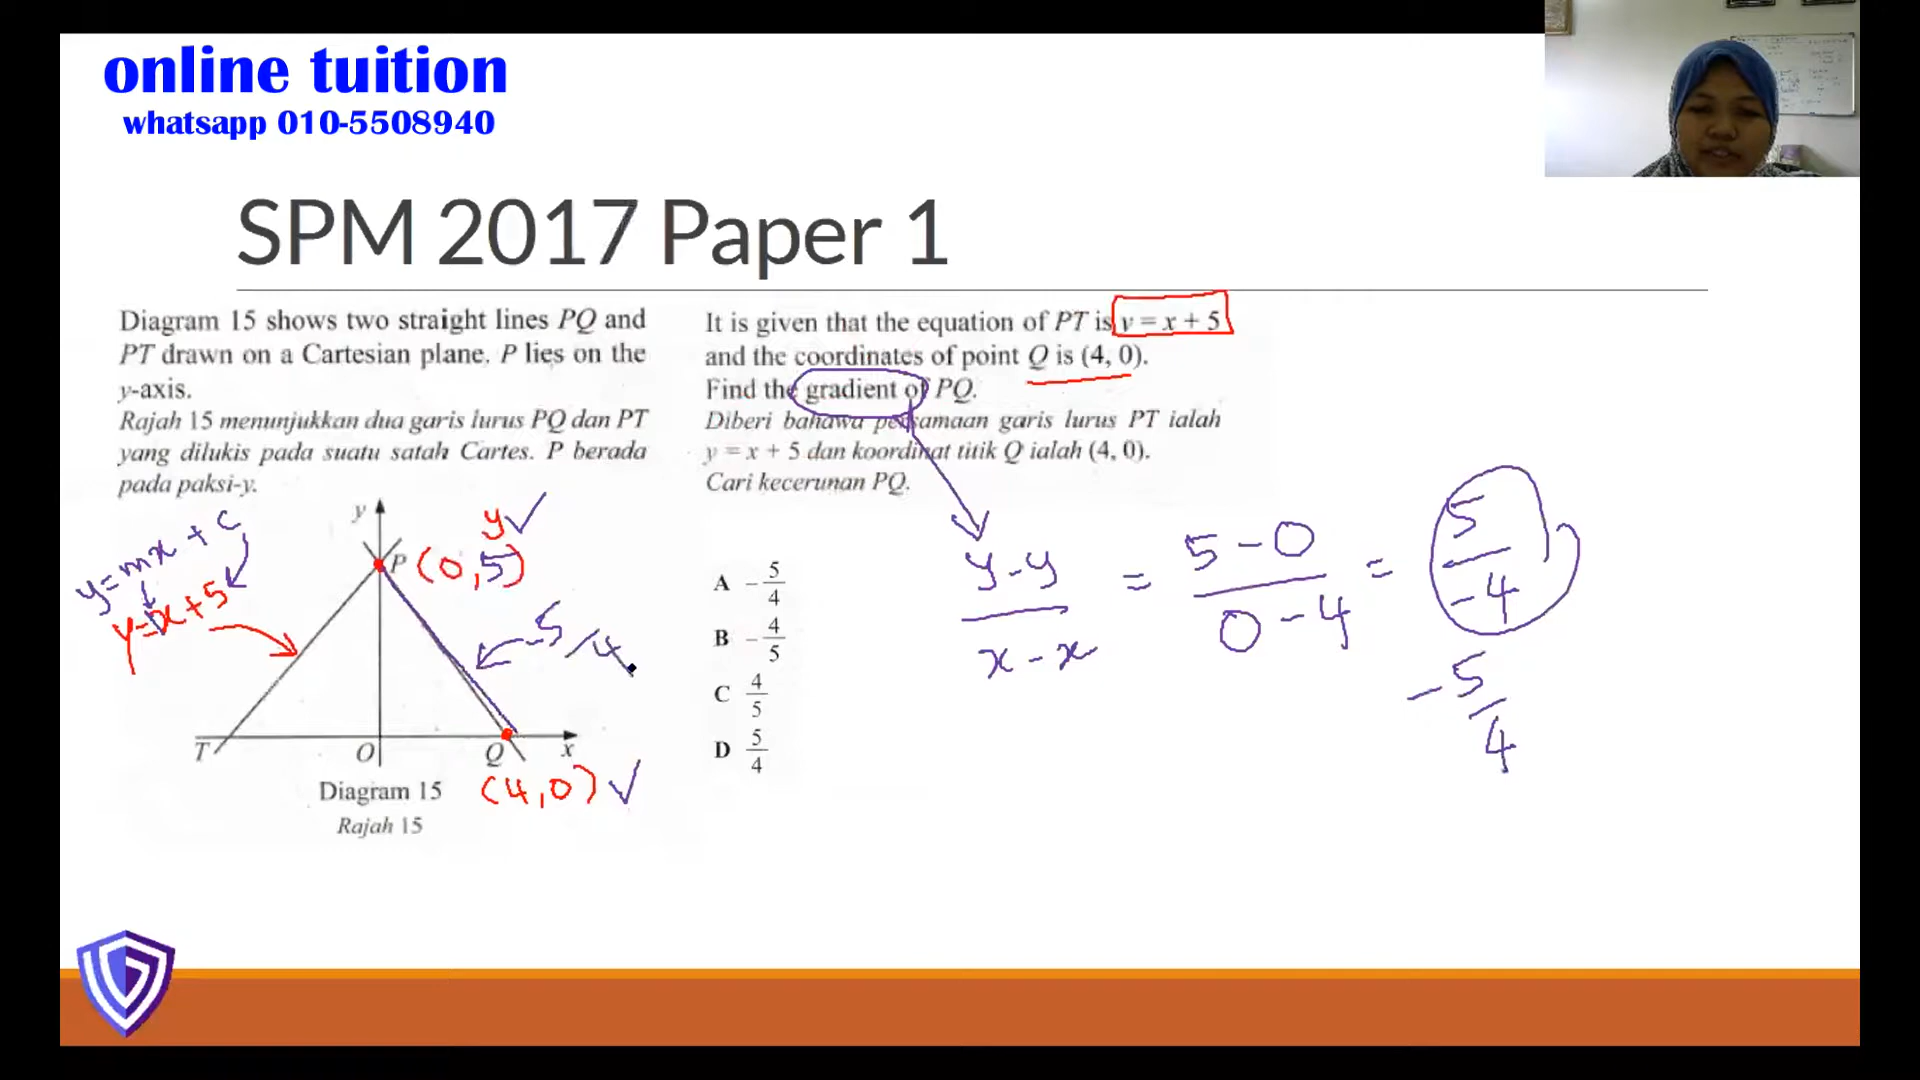 online tuition
whatsapp 010-5508940
SPM 2017 Paper 1
Diagram 15 shows two straight lines PQ and
PT drawn on a Cartesian plane. P lies on the
y-axis.
Rajah 15 menunjukkan dua garis lurus PQ dan PT
yang dilukis pada suatu satah Cartes. P berada
pada paksi-y.
y
y = mx + c
y = x + 5
P
(0,5)
y
-5/4
T
O
Q
x
(4,0)
Diagram 15
Rajah 15
It is given that the equation of PT is y = x + 5
and the coordinates of point Q is (4, 0).
Find the gradient of PQ.
Diberi bahawa persamaan garis lurus PT ialah
y = x + 5 dan koordinat titik Q ialah (4, 0).
Cari kecerunan PQ.
A -5/4
B -4/5
C 4/5
D 5/4
y-y/x-x = 5-0/0-4 = 5/-4
-5/4